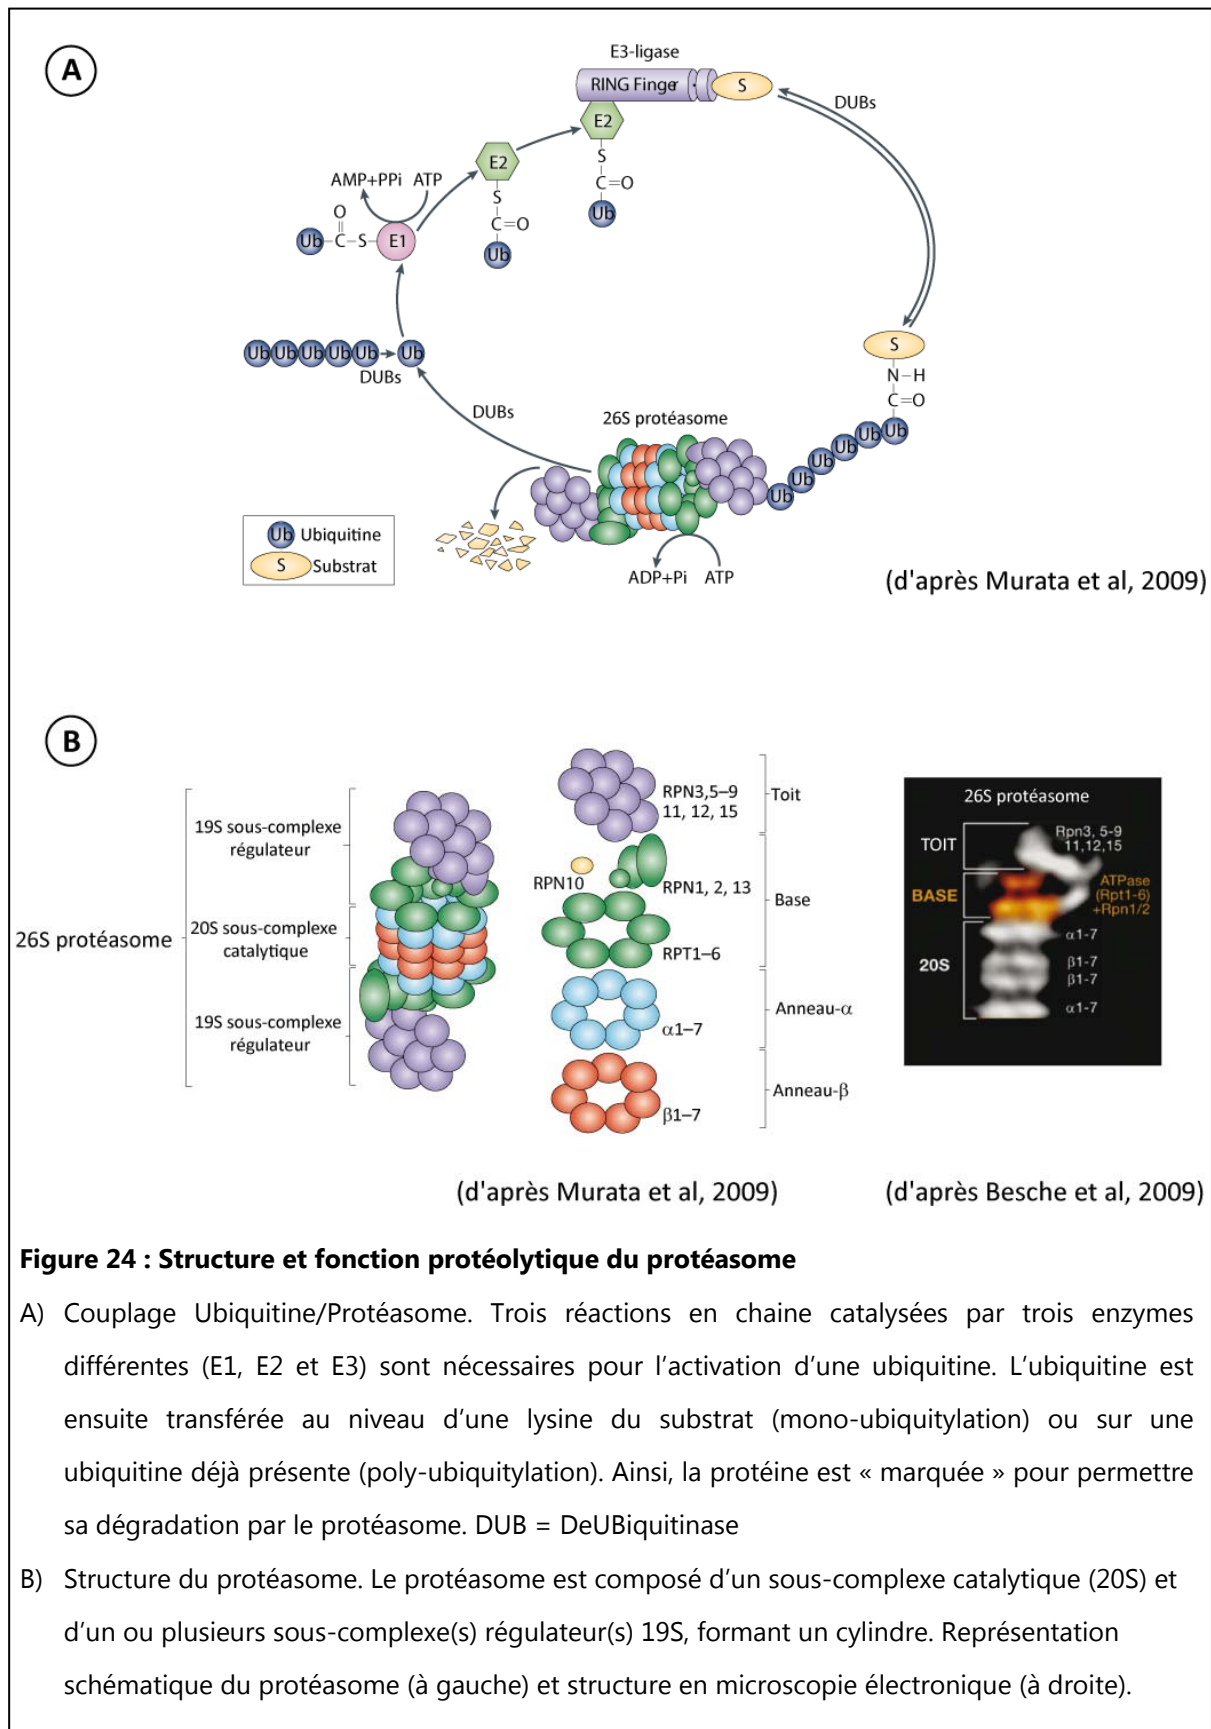 A
E3-ligase
RING Finger
S
DUBs
E2
S
C=O
Ub
E2
S
C=O
Ub
AMP+PPi ATP
O
Ub-C-S-E1
UbUbUbUbUb Ub
DUBs
DUBs
S
N-H
C=O
UbUbUbUbUbUb
26S protéasome
Ub Ubiquitine
S Substrat
ADP+Pi ATP
(d'après Murata et al, 2009)
B
26S protéasome
19S sous-complexe
régulateur
20S sous-complexe
catalytique
19S sous-complexe
régulateur
RPN3,5–9
11, 12, 15
Toit
RPN10
RPN1, 2, 13
Base
RPT1–6
α1–7
Anneau-α
β1–7
Anneau-β
26S protéasome
TOIT
Rpn3, 5-9
11,12,15
BASE
ATPase
(Rpt1-6)
+Rpn1/2
20S
α1-7
β1-7
β1-7
α1-7
(d'après Murata et al, 2009)
(d'après Besche et al, 2009)
Figure 24 : Structure et fonction protéolytique du protéasome
A) Couplage Ubiquitine/Protéasome. Trois réactions en chaine catalysées par trois enzymes
différentes (E1, E2 et E3) sont nécessaires pour l’activation d’une ubiquitine. L’ubiquitine est
ensuite transférée au niveau d’une lysine du substrat (mono-ubiquitylation) ou sur une
ubiquitine déjà présente (poly-ubiquitylation). Ainsi, la protéine est « marquée » pour permettre
sa dégradation par le protéasome. DUB = DeUBiquitinase
B) Structure du protéasome. Le protéasome est composé d’un sous-complexe catalytique (20S) et
d’un ou plusieurs sous-complexe(s) régulateur(s) 19S, formant un cylindre. Représentation
schématique du protéasome (à gauche) et structure en microscopie électronique (à droite).